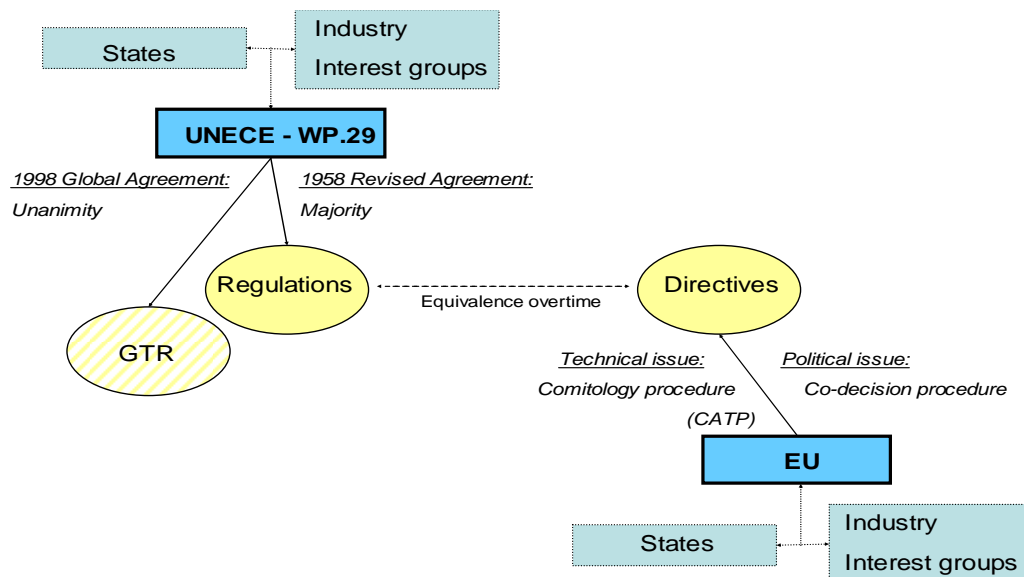 States
Industry
Interest groups
UNECE - WP.29
1998 Global Agreement:
Unanimity
1958 Revised Agreement:
Majority
Regulations
Equivalence overtime
Directives
GTR
Technical issue:
Comitology procedure
(CATP)
Political issue:
Co-decision procedure
EU
States
Industry
Interest groups